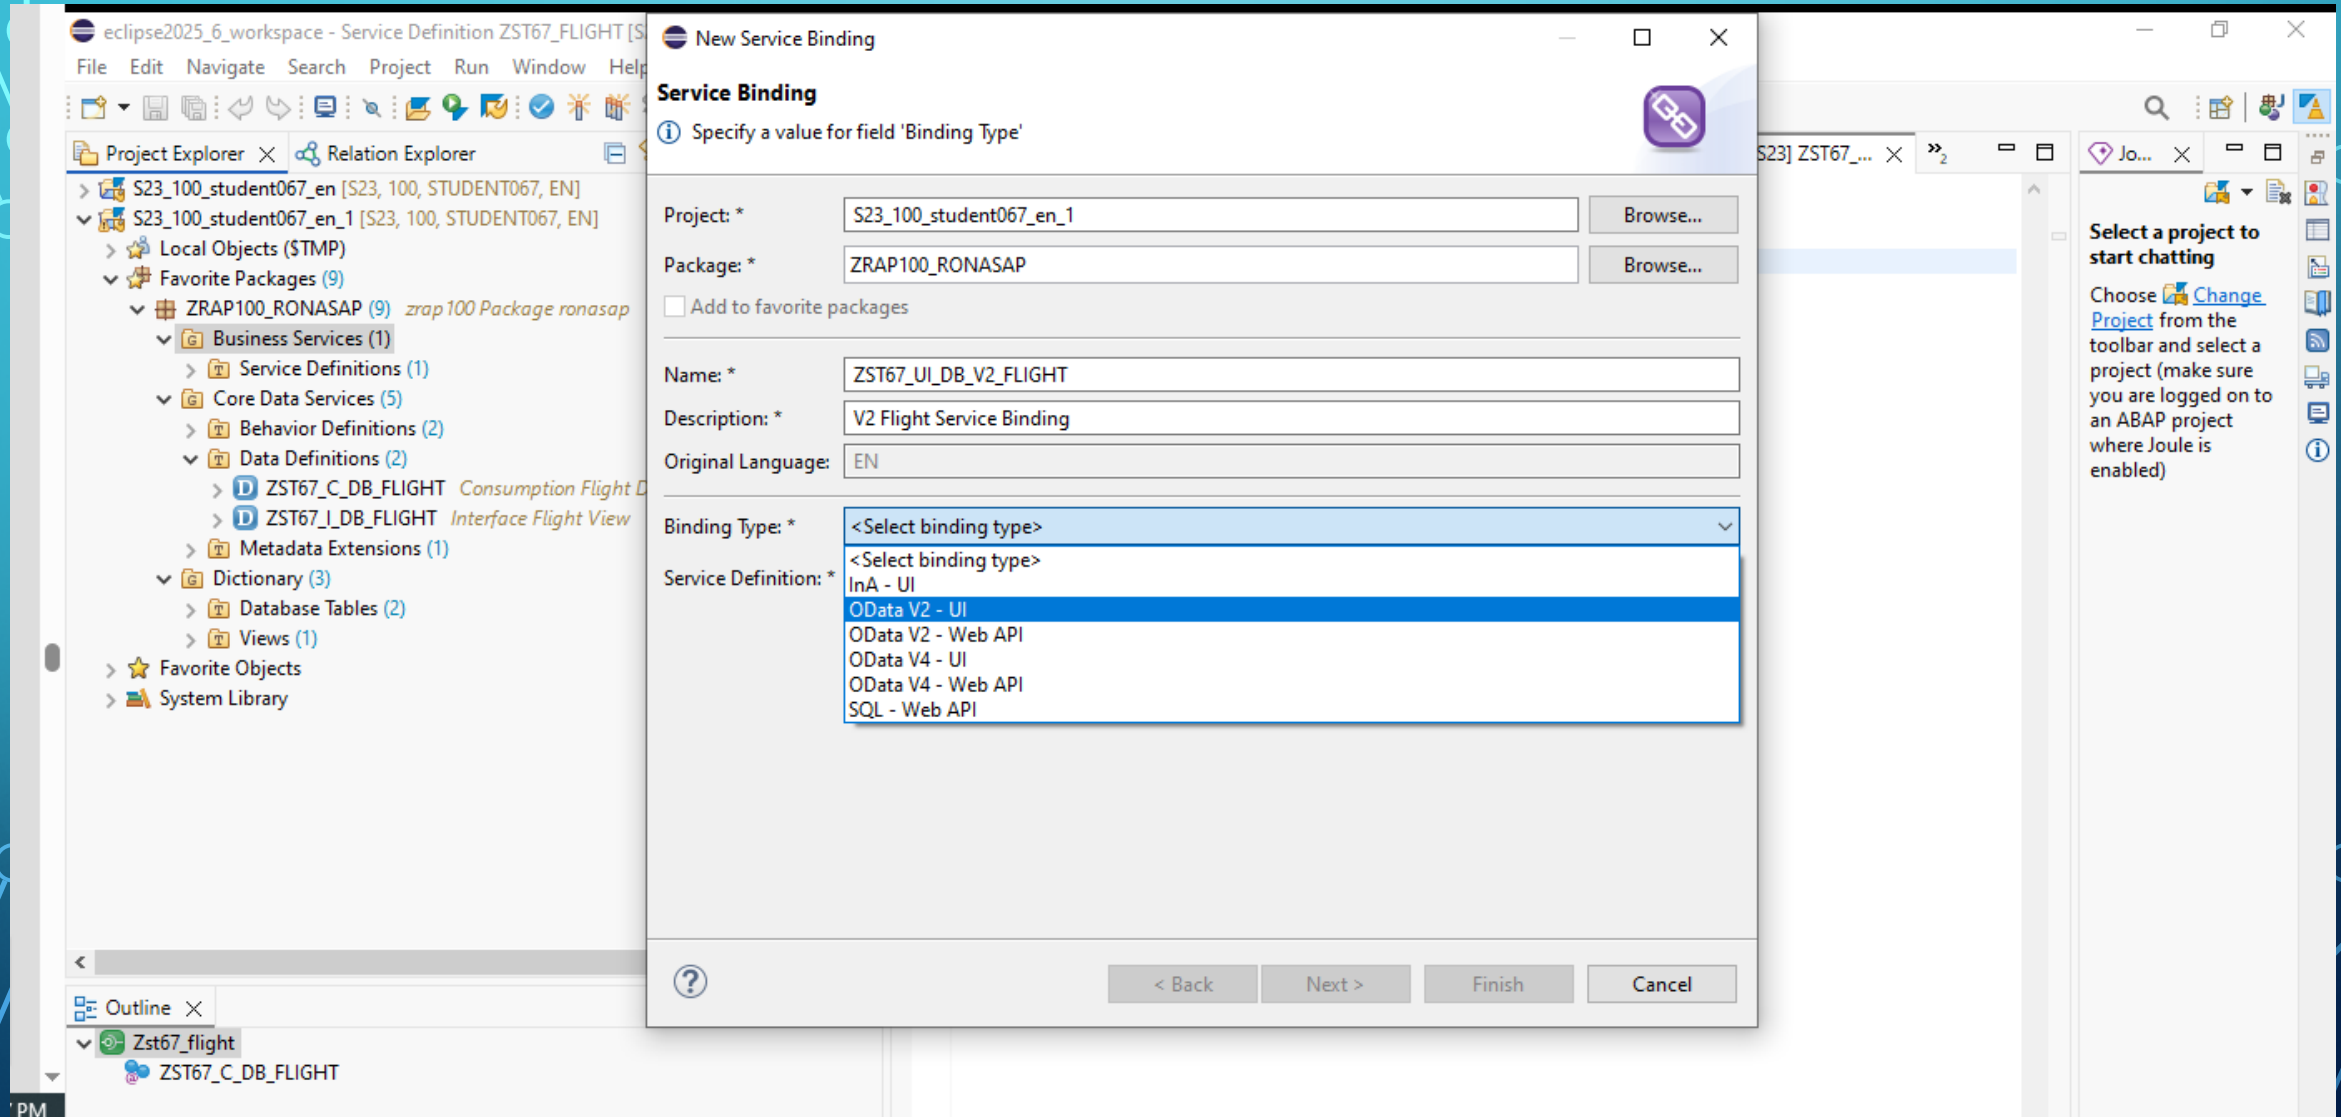 eclipse2025_6_workspace - Service Definition ZST67_FLIGHT [S
File Edit Navigate Search Project Run Window Help
Project Explorer
Relation Explorer
S23_100_student067_en [S23, 100, STUDENT067, EN]
S23_100_student067_en_1 [S23, 100, STUDENT067, EN]
Local Objects ($TMP)
Favorite Packages (9)
ZRAP100_RONASAP (9) zrap100 Package ronasap
Business Services (1)
Service Definitions (1)
Core Data Services (5)
Behavior Definitions (2)
Data Definitions (2)
ZST67_C_DB_FLIGHT Consumption Flight D
ZST67_I_DB_FLIGHT Interface Flight View
Metadata Extensions (1)
Dictionary (3)
Database Tables (2)
Views (1)
Favorite Objects
System Library
Outline
Zst67_flight
ZST67_C_DB_FLIGHT
PM
New Service Binding
Service Binding
Specify a value for field 'Binding Type'
Project: * S23_100_student067_en_1 Browse...
Package: * ZRAP100_RONASAP Browse...
Add to favorite packages
Name: * ZST67_UI_DB_V2_FLIGHT
Description: * V2 Flight Service Binding
Original Language: EN
Binding Type: * <Select binding type>
<Select binding type>
Service Definition: *
InA - UI
OData V2 - UI
OData V2 - Web API
OData V4 - UI
OData V4 - Web API
SQL - Web API
< Back Next > Finish Cancel
S23] ZST67_...
»2
Jo...
Select a project to
start chatting
Choose Change
Project from the
toolbar and select a
project (make sure
you are logged on to
an ABAP project
where Joule is
enabled)